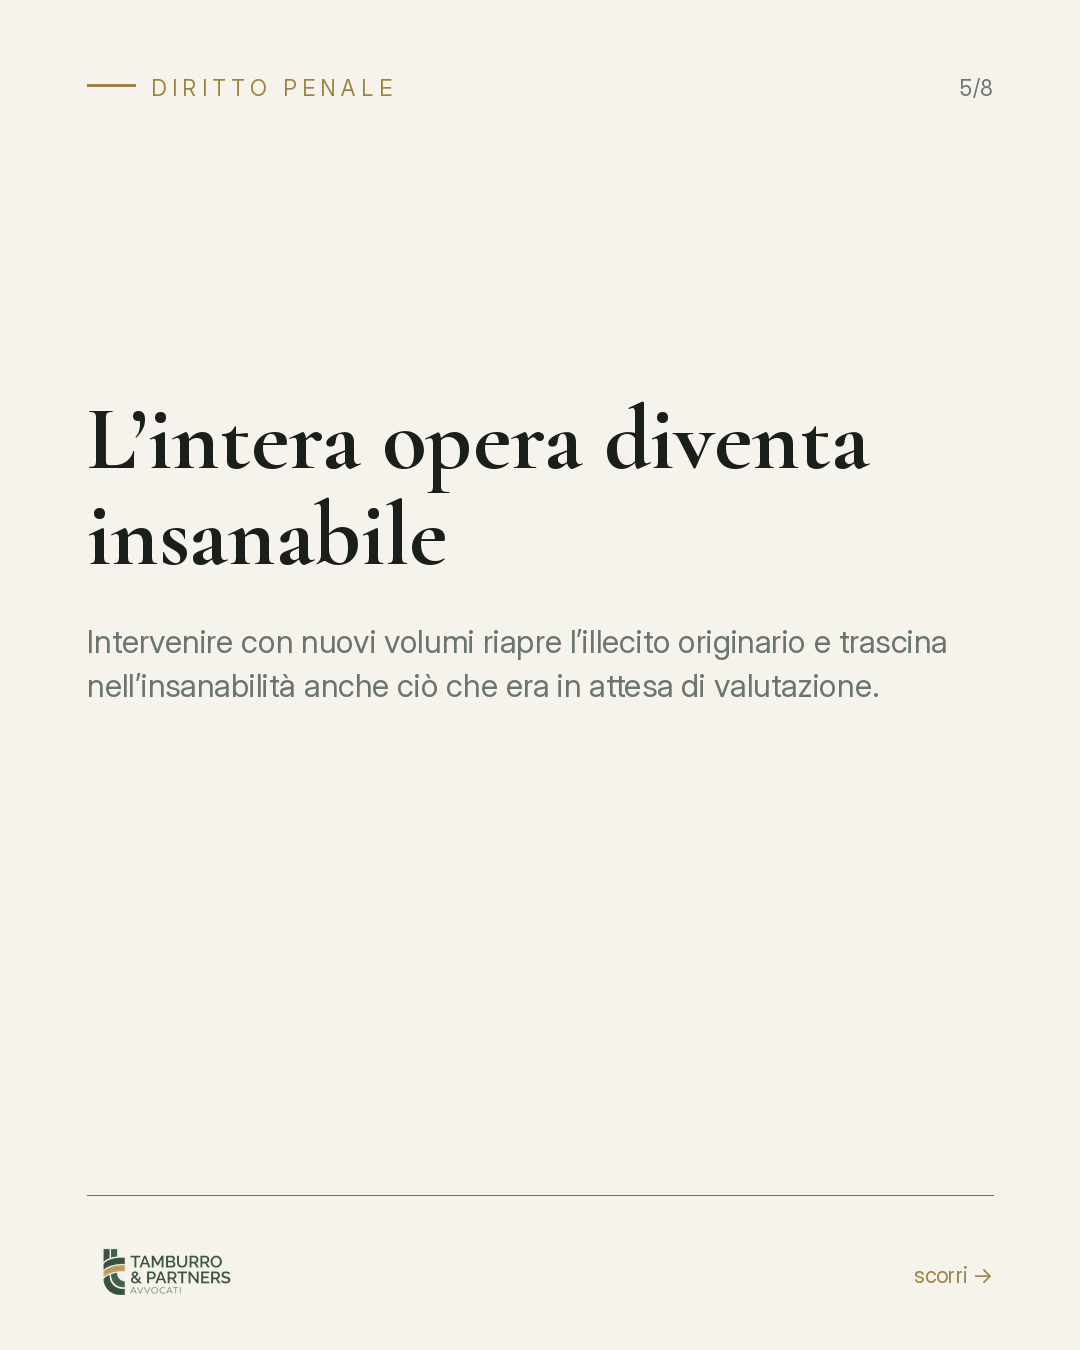 DIRITTO PENALE
5/8
L’intera opera diventa
insanabile
Intervenire con nuovi volumi riapre l’illecito originario e trascina
nell’insanabilità anche ciò che era in attesa di valutazione.
TAMBURRO
& PARTNERS
AVVOCATI
scorri →